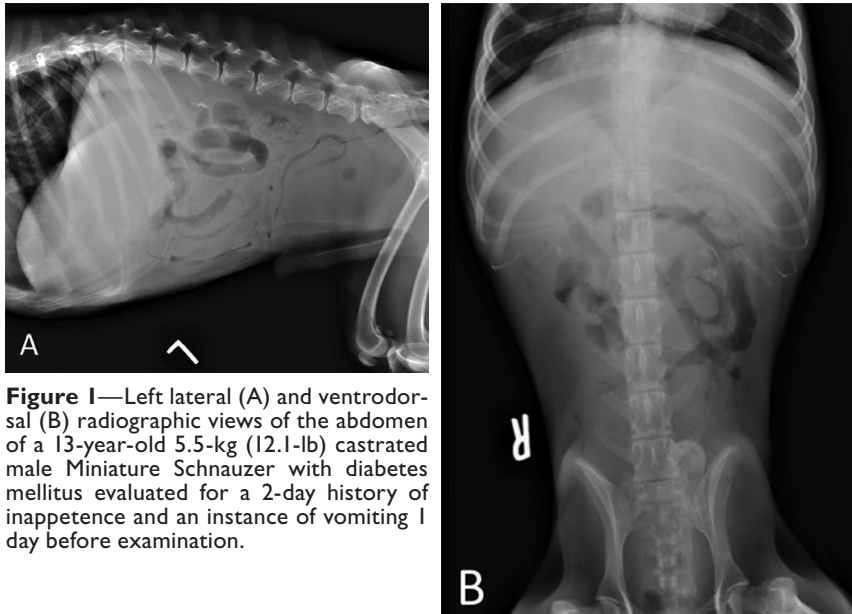 A
R
B
Figure 1—Left lateral (A) and ventrodor-
sal (B) radiographic views of the abdomen
of a 13-year-old 5.5-kg (12.1-lb) castrated
male Miniature Schnauzer with diabetes
mellitus evaluated for a 2-day history of
inappetence and an instance of vomiting 1
day before examination.